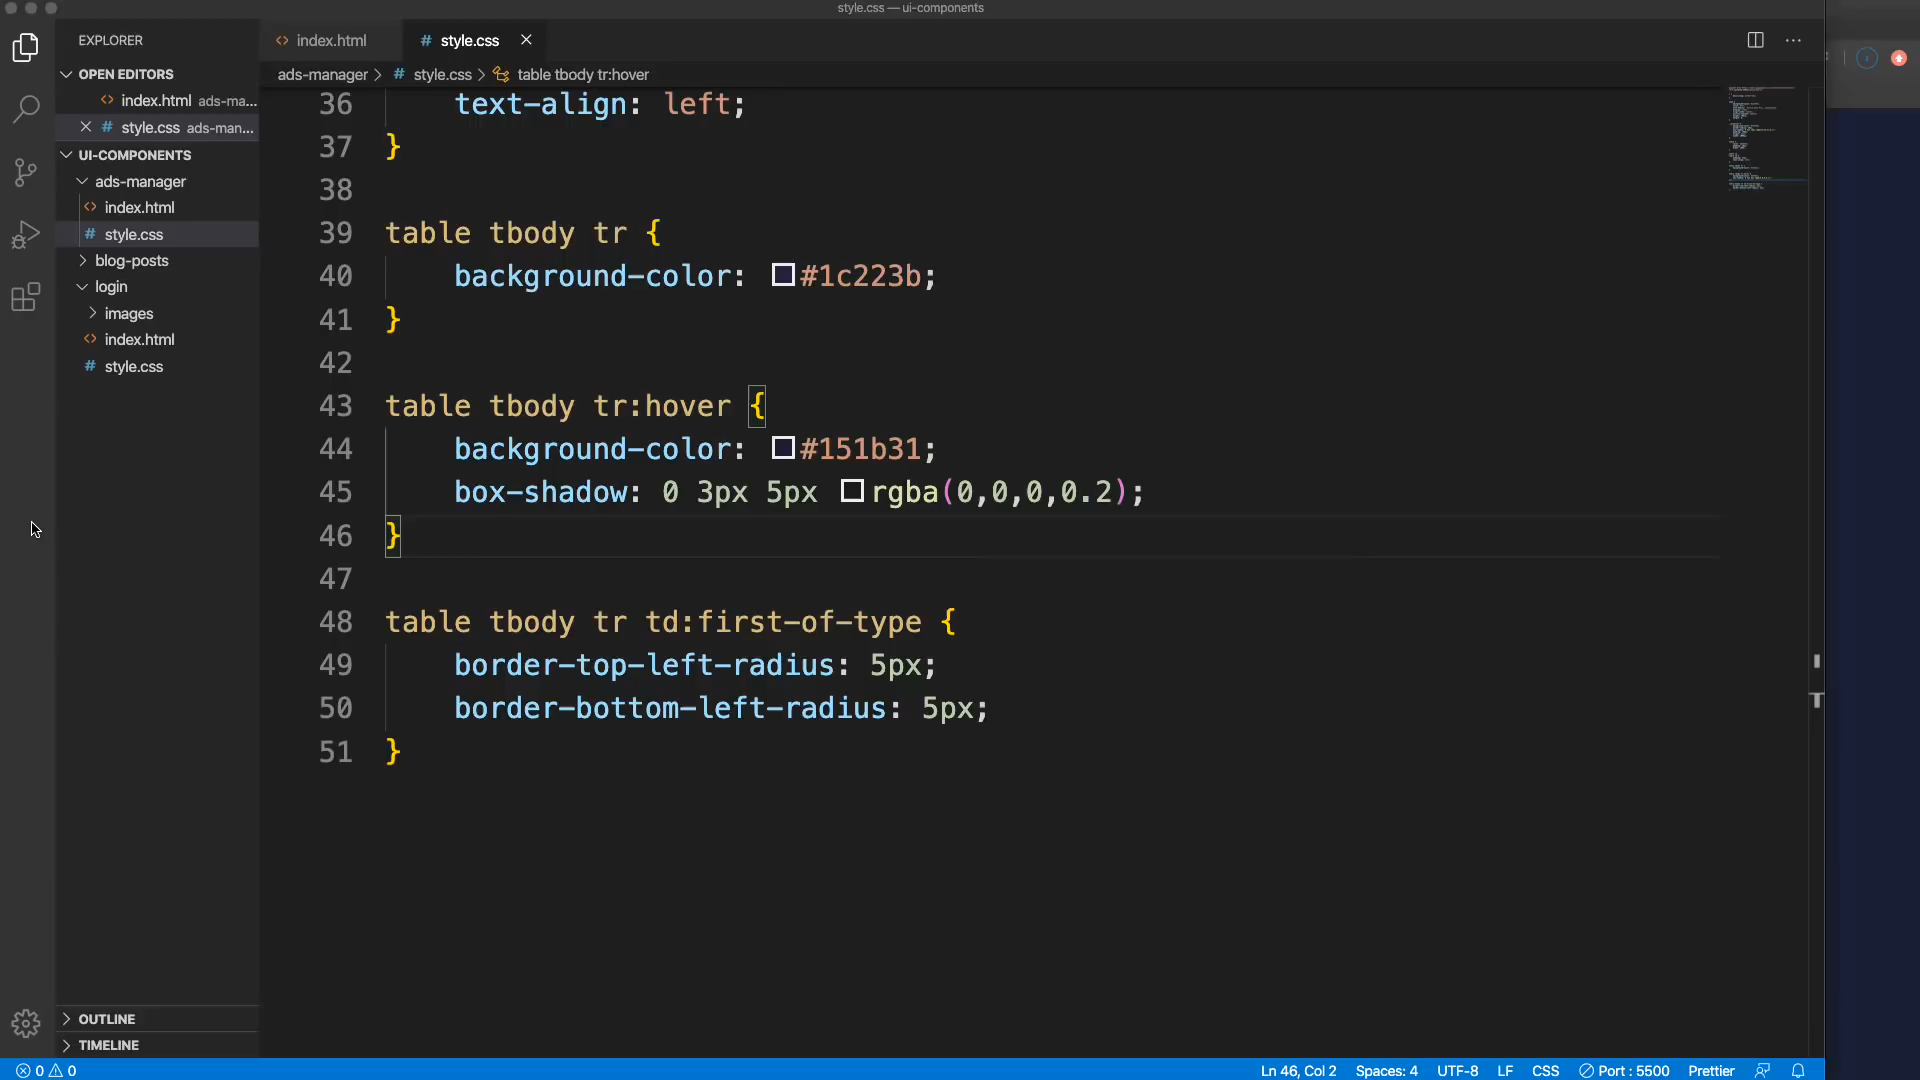 style.css — ui-components
EXPLORER
OPEN EDITORS
index.html ads-ma...
style.css ads-man...
UI-COMPONENTS
ads-manager
index.html
style.css
blog-posts
login
images
index.html
style.css
OUTLINE
TIMELINE
index.html
style.css
ads-manager > style.css > table tbody tr:hover
36 text-align: left;
37 }
38
39 table tbody tr {
40 background-color: #1c223b;
41 }
42
43 table tbody tr:hover {
44 background-color: #151b31;
45 box-shadow: 0 3px 5px rgba(0,0,0,0.2);
46 }
47
48 table tbody tr td:first-of-type {
49 border-top-left-radius: 5px;
50 border-bottom-left-radius: 5px;
51 }
0 0
Ln 46, Col 2 Spaces: 4 UTF-8 LF CSS Port : 5500 Prettier